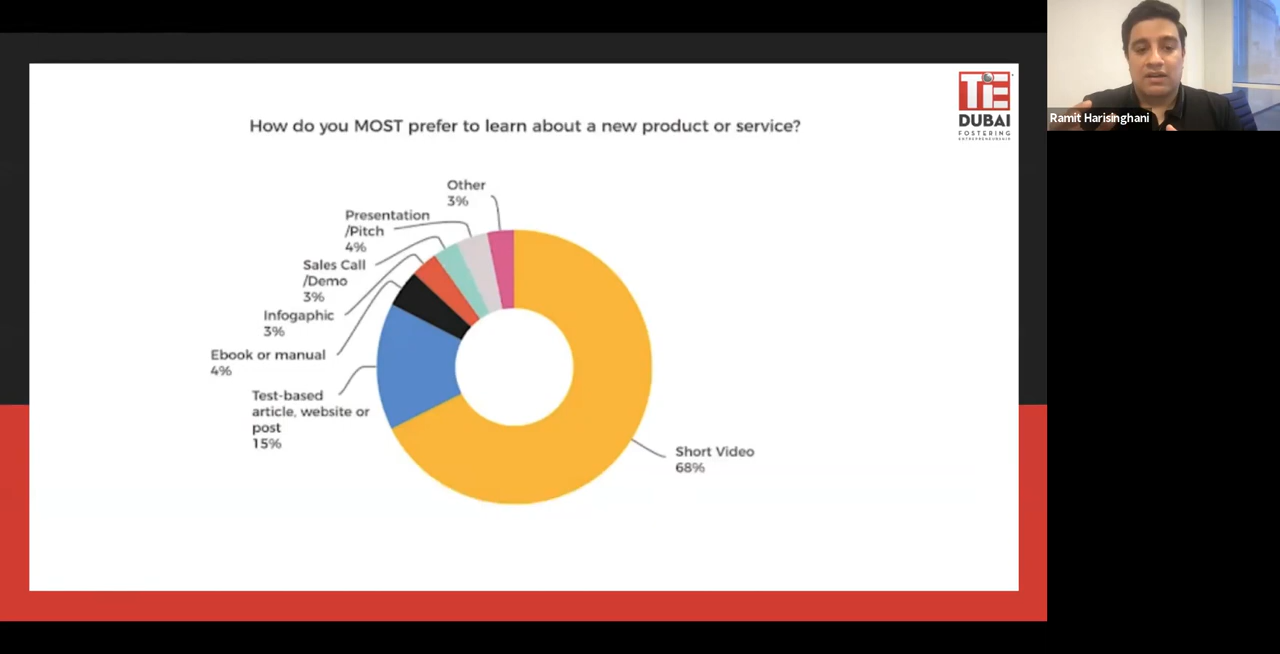 How do you MOST prefer to learn about a new product or service?
TiE
DUBAI
FOSTERING
ENTREPRENEURSHIP
Ramit Harisinghani
Other
3%
Presentation
/Pitch
4%
Sales Call
/Demo
3%
Infogaphic
3%
Ebook or manual
4%
Test-based
article, website or
post
15%
Short Video
68%